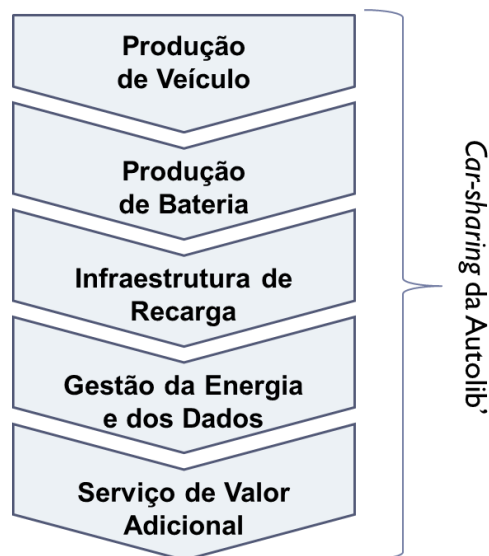 Produção
de Veículo
Produção
de Bateria
Infraestrutura de
Recarga
Gestão da Energia
e dos Dados
Serviço de Valor
Adicional
Car-sharing da Autolib’